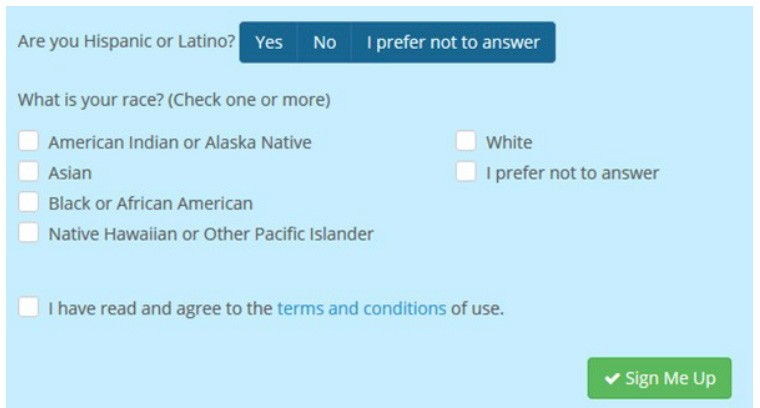 Are you Hispanic or Latino? Yes No I prefer not to answer
What is your race? (Check one or more)
American Indian or Alaska Native
Asian
Black or African American
Native Hawaiian or Other Pacific Islander
White
I prefer not to answer
I have read and agree to the terms and conditions of use.
Sign Me Up